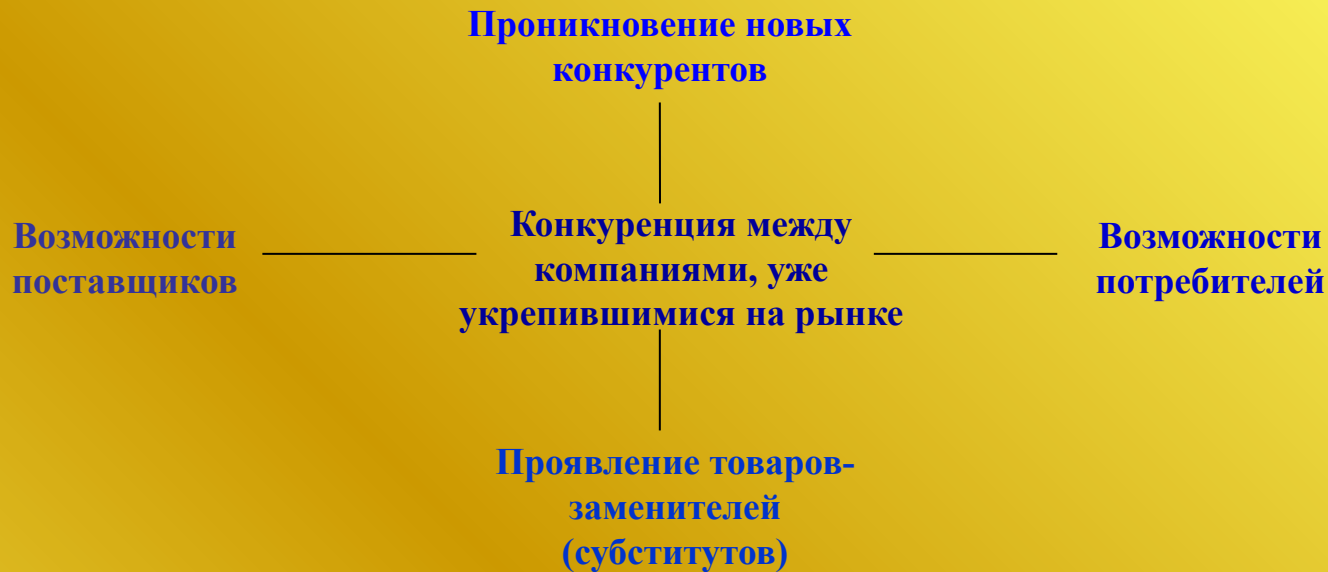 Проникновение новых
конкурентов
Возможности
поставщиков
Конкуренция между
компаниями, уже
укрепившимися на рынке
Возможности
потребителей
Проявление товаров-
заменителей
(субститутов)